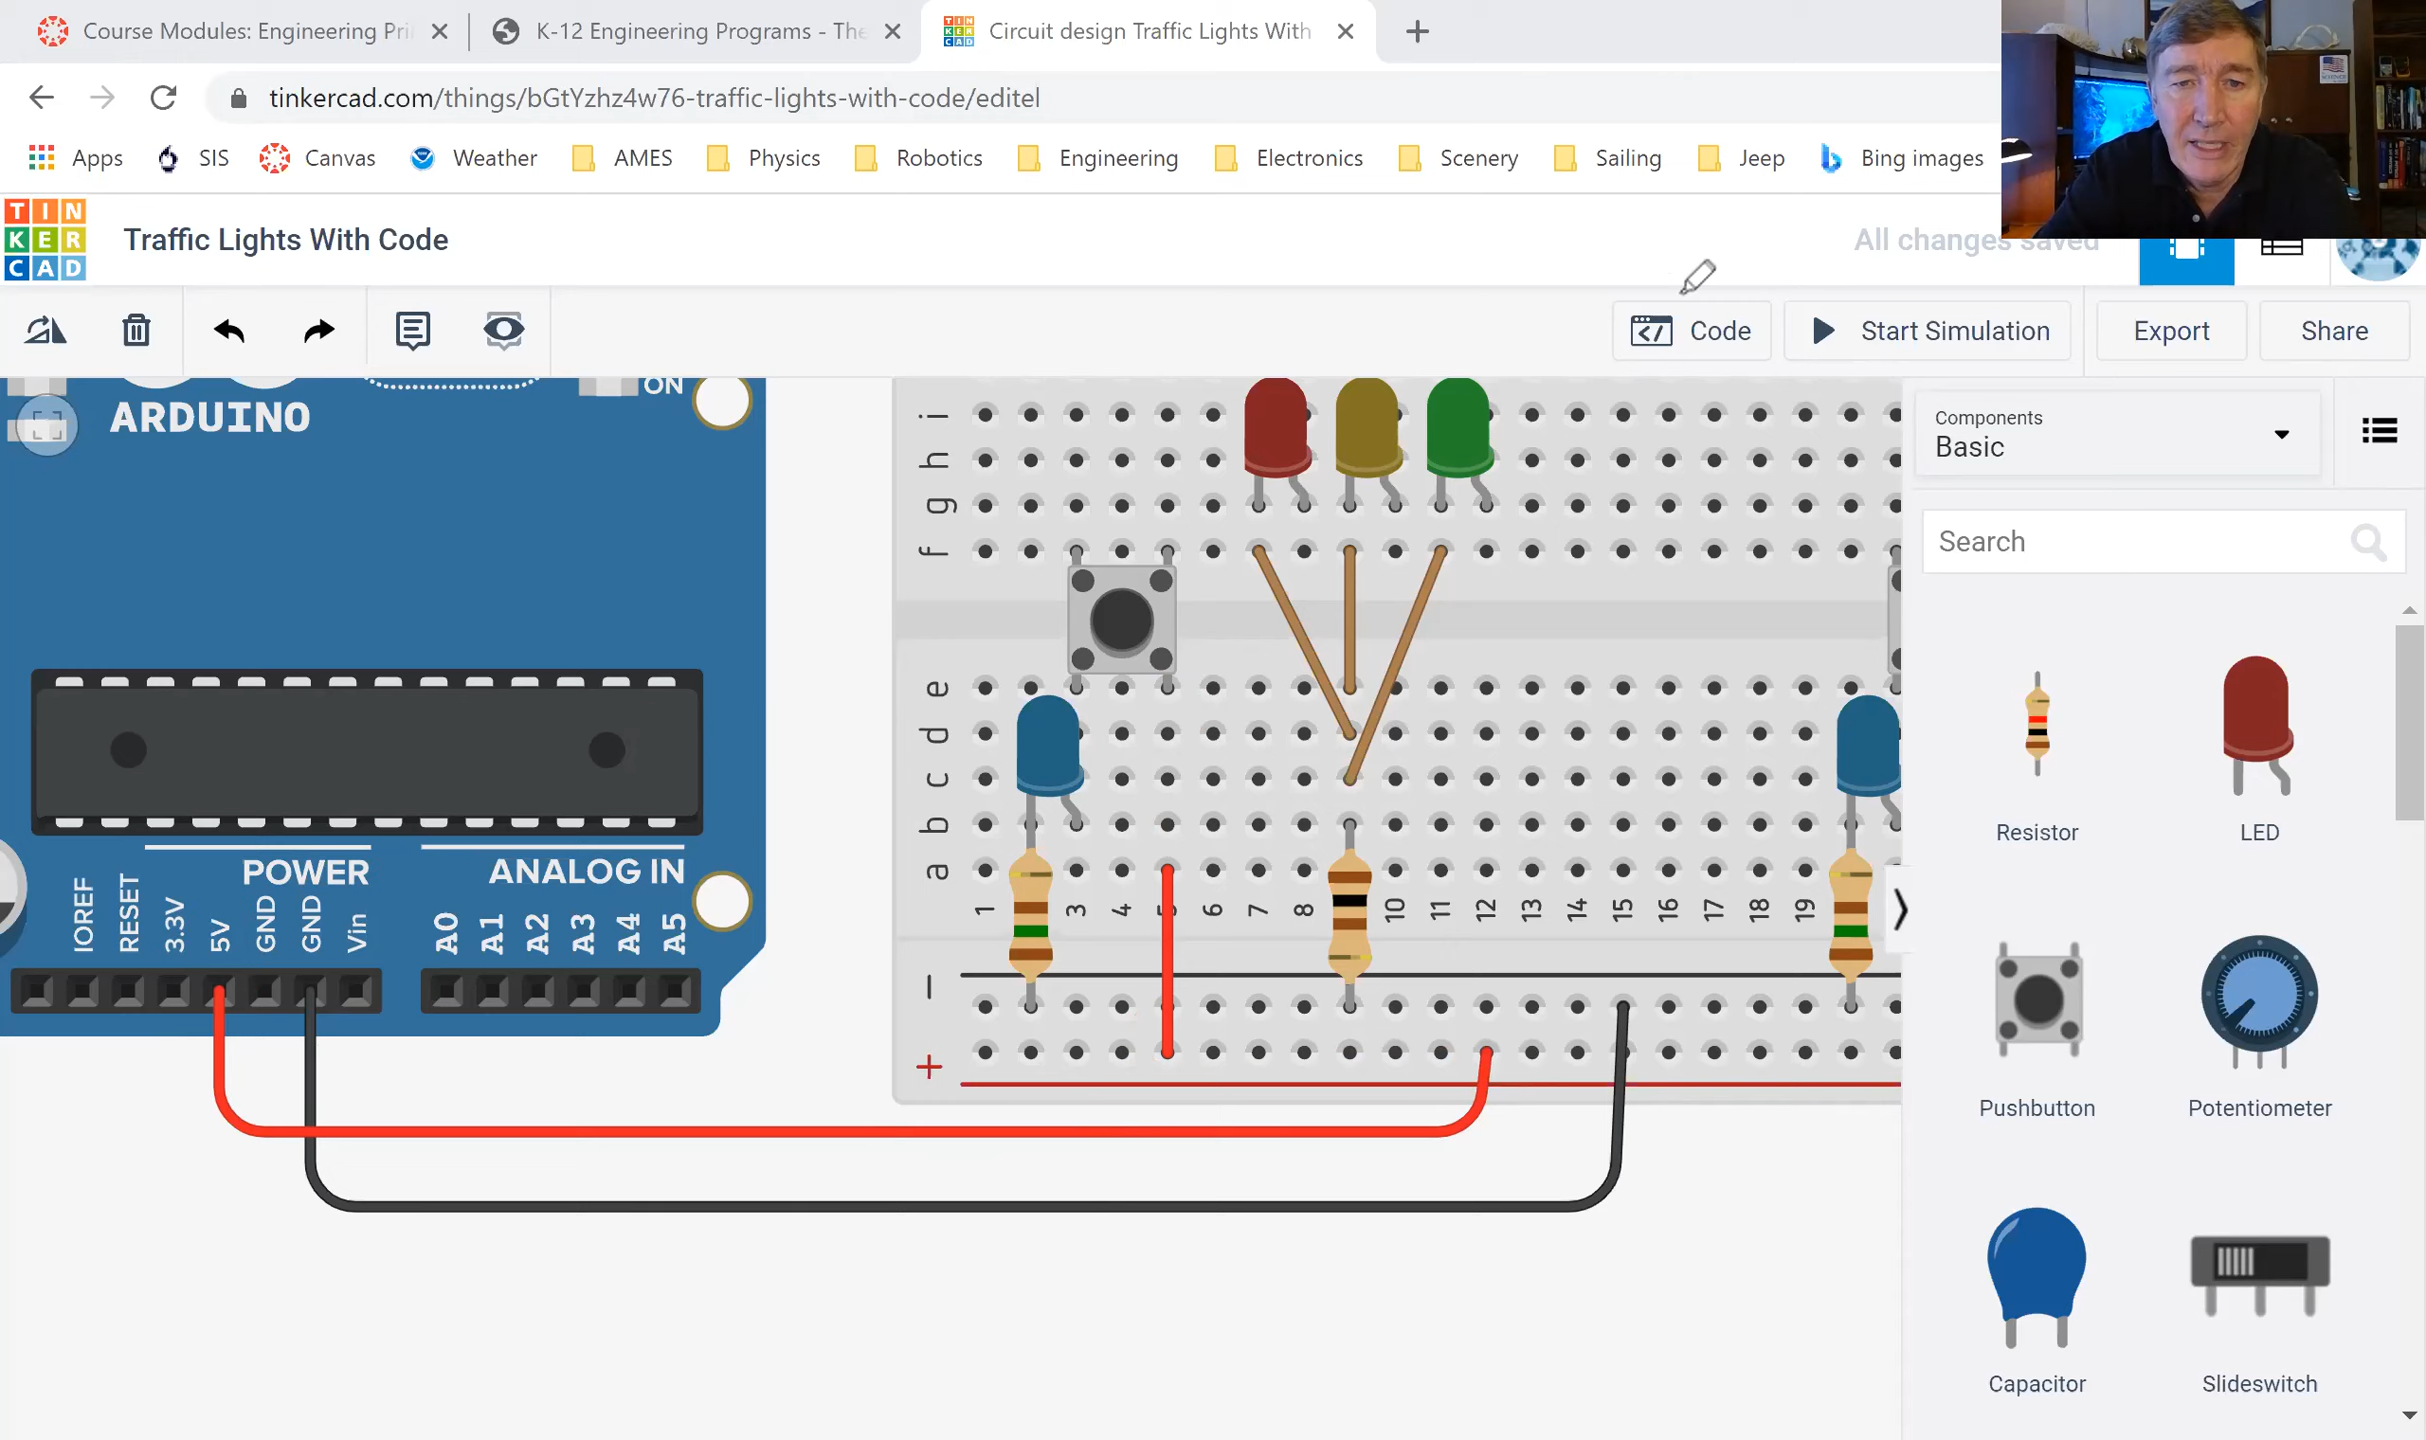 Course Modules: Engineering Pri
K-12 Engineering Programs - The
Circuit design Traffic Lights With
tinkercad.com/things/bGtYzhz4w76-traffic-lights-with-code/editel
Apps SIS Canvas Weather AMES Physics Robotics Engineering Electronics Scenery Sailing Jeep Bing images
TIN
KER
CAD
Traffic Lights With Code
All changes saved
Code
Start Simulation
Export
Share
ON
ARDUINO
POWER
ANALOG IN
IOREF RESET 3.3V 5V GND GND Vin
A0 A1 A2 A3 A4 A5
i
h
g
f
e
d
c
b
a
1 3 4 5 6 7 8 10 11 12 13 14 15 16 17 18 19
−
+
Components
Basic
Search
Resistor
LED
Pushbutton
Potentiometer
Capacitor
Slideswitch